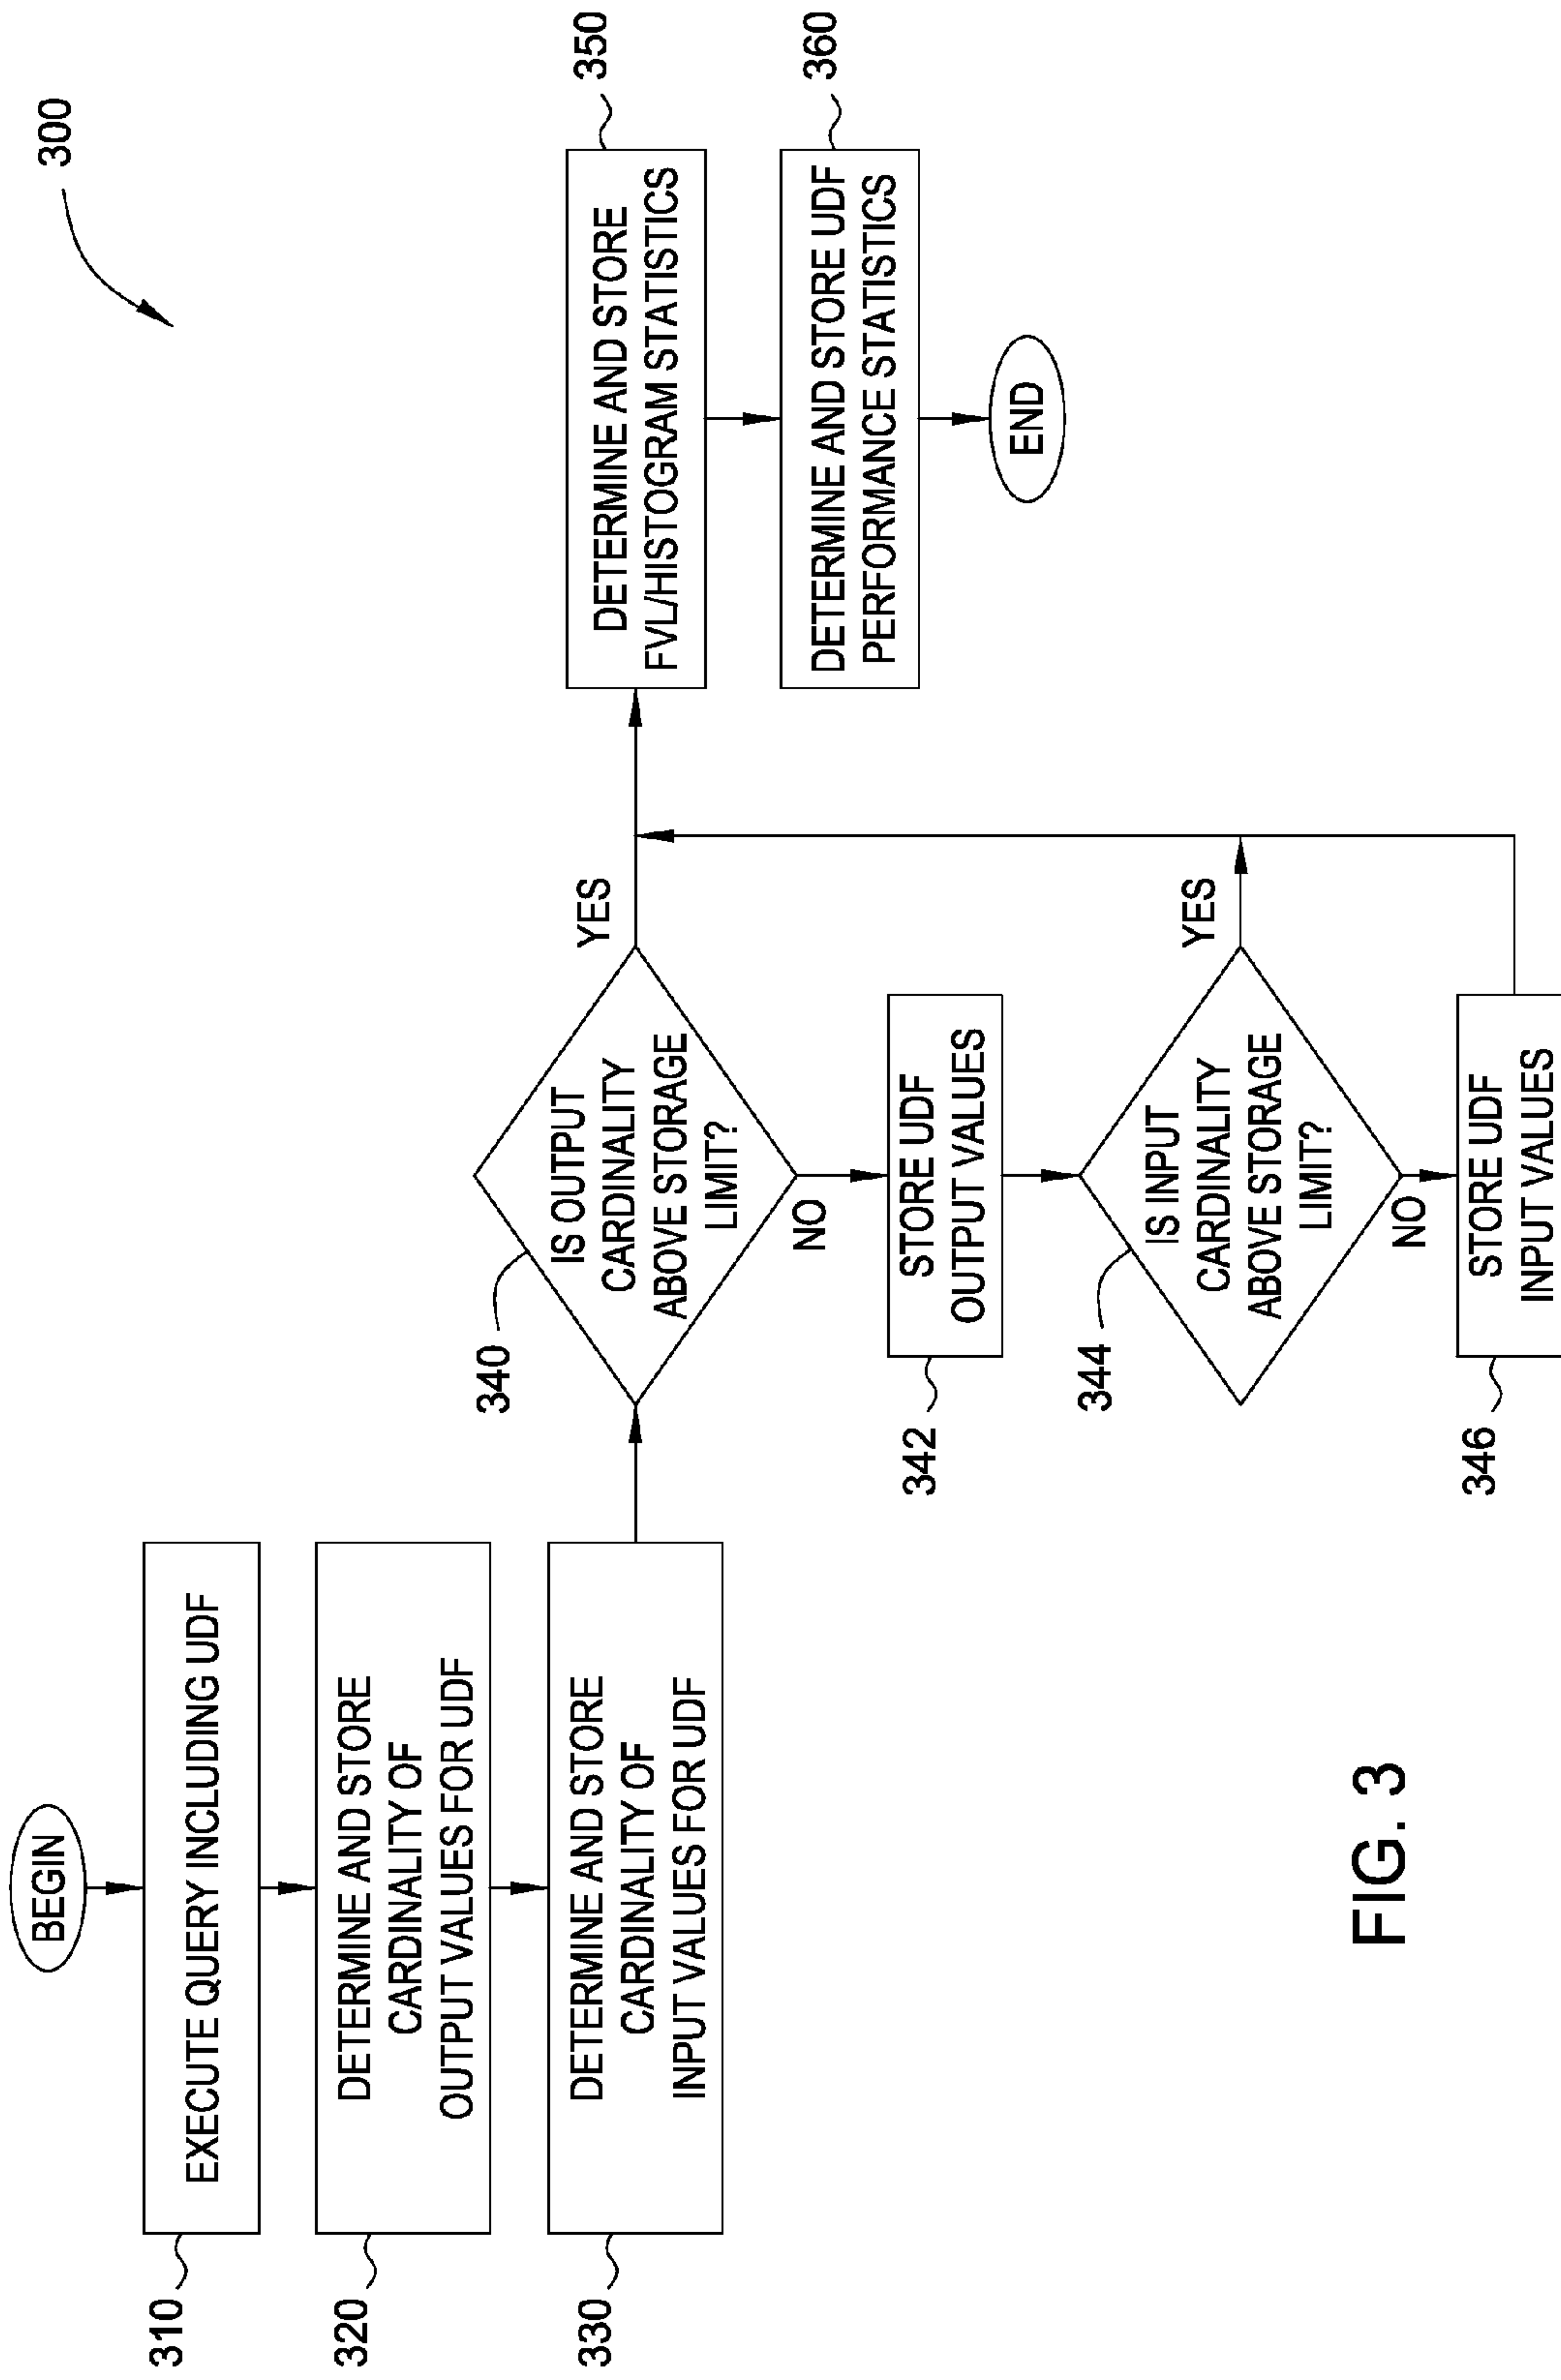 300
BEGIN
310
EXECUTE QUERY INCLUDING UDF
320
DETERMINE AND STORE
CARDINALITY OF
OUTPUT VALUES FOR UDF
330
DETERMINE AND STORE
CARDINALITY OF
INPUT VALUES FOR UDF
340
IS OUTPUT
CARDINALITY
ABOVE STORAGE
LIMIT?
YES
NO
342
STORE UDF
OUTPUT VALUES
344
IS INPUT
CARDINALITY
ABOVE STORAGE
LIMIT?
YES
NO
346
STORE UDF
INPUT VALUES
350
DETERMINE AND STORE
FVL/HISTOGRAM STATISTICS
360
DETERMINE AND STORE UDF
PERFORMANCE STATISTICS
END
FIG. 3